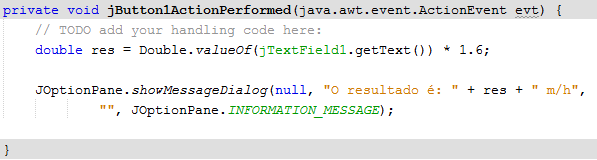 private void jButton1ActionPerformed(java.awt.event.ActionEvent evt) {
// TODO add your handling code here:
double res = Double.valueOf(jTextField1.getText()) * 1.6;
JOptionPane.showMessageDialog(null, "O resultado é: " + res + " m/h",
"", JOptionPane.INFORMATION_MESSAGE);
}